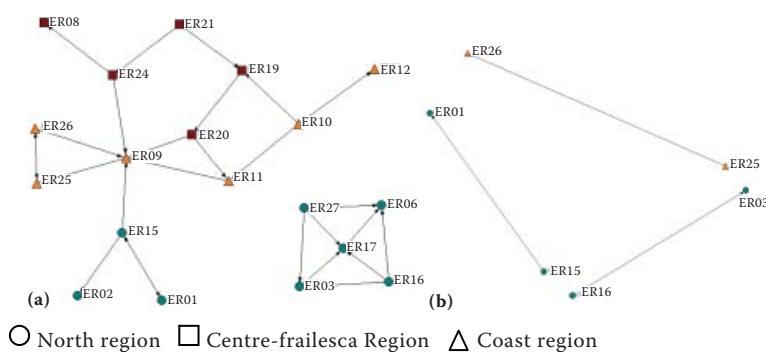 ER08
ER21
ER24
ER19
ER12
ER26
ER20
ER10
ER09
ER25
ER11
ER15
ER27
ER06
ER17
ER02
ER01
ER03
ER16
(a)
ER26
ER01
ER25
ER03
ER15
ER16
(b)
North region Centre-frailesca Region Coast region